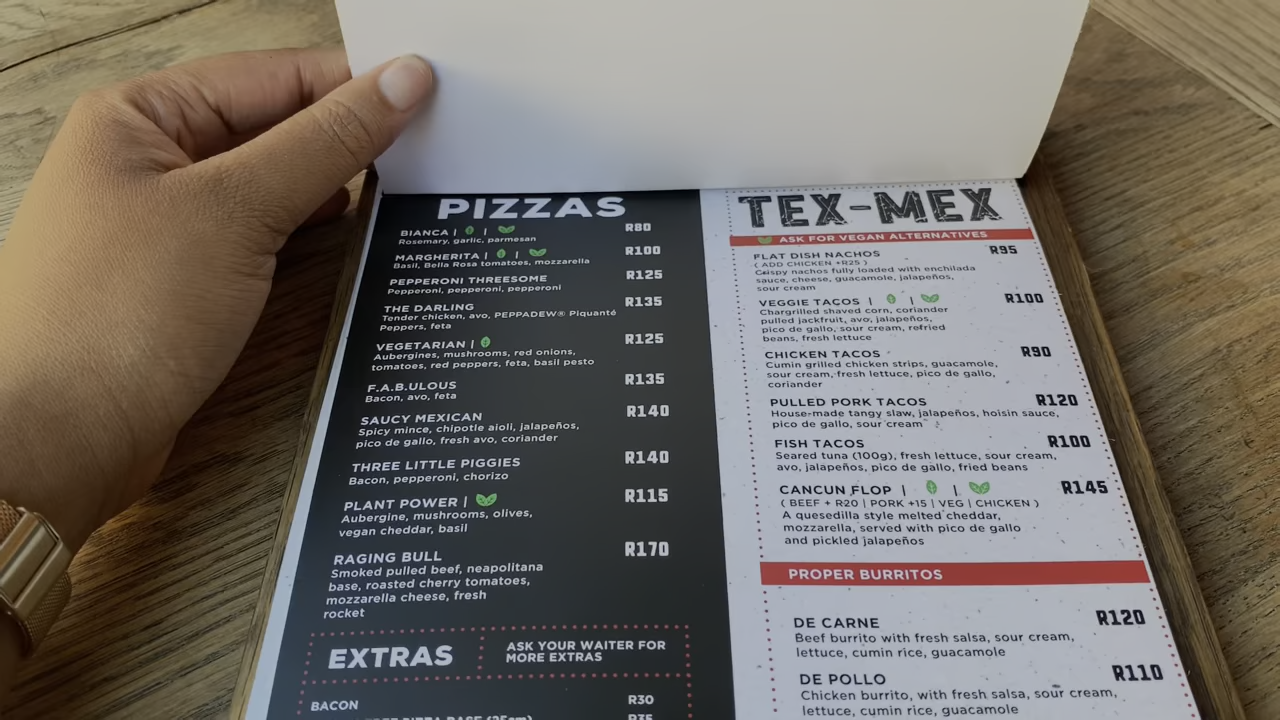 PIZZAS
BIANCA | | R80
Rosemary, garlic, parmesan
MARGHERITA | | R100
Basil, Bella Rosa tomatoes, mozzarella
PEPPERONI THREESOME R125
Pepperoni, pepperoni, pepperoni
THE DARLING R135
Tender chicken, avo, PEPPADEW® Piquanté
Peppers, feta
VEGETARIAN | R125
Aubergines, mushrooms, red onions,
tomatoes, red peppers, feta, basil pesto
F.A.B.ULOUS R135
Bacon, avo, feta
SAUCY MEXICAN R140
Spicy mince, chipotle aioli, jalapeños,
pico de gallo, fresh avo, coriander
THREE LITTLE PIGGIES R140
Bacon, pepperoni, chorizo
PLANT POWER | R115
Aubergine, mushrooms, olives,
vegan cheddar, basil
RAGING BULL R170
Smoked pulled beef, neapolitana
base, roasted cherry tomatoes,
mozzarella cheese, fresh
rocket
EXTRAS
ASK YOUR WAITER FOR
MORE EXTRAS
BACON R30
PIZZA BASE (25cm) R35
TEX-MEX
ASK FOR VEGAN ALTERNATIVES
FLAT DISH NACHOS R95
( ADD CHICKEN +R25 )
Crispy nachos fully loaded with enchilada
sauce, cheese, guacamole, jalapeños,
sour cream
VEGGIE TACOS | | R100
Chargrilled shaved corn, coriander
pulled jackfruit, avo, jalapeños,
pico de gallo, sour cream, refried
beans, fresh lettuce
CHICKEN TACOS R90
Cumin grilled chicken strips, guacamole,
sour cream, fresh lettuce, pico de gallo,
coriander
PULLED PORK TACOS R120
House-made tangy slaw, jalapeños, hoisin sauce,
pico de gallo, sour cream
FISH TACOS R100
Seared tuna (100g), fresh lettuce, sour cream,
avo, jalapeños, pico de gallo, fried beans
CANCUN FLOP | | R145
( BEEF + R20 | PORK +15 | VEG | CHICKEN )
A quesedilla style melted cheddar,
mozzarella, served with pico de gallo
and pickled jalapeños
PROPER BURRITOS
DE CARNE R120
Beef burrito with fresh salsa, sour cream,
lettuce, cumin rice, guacamole
DE POLLO R110
Chicken burrito, with fresh salsa, sour cream,
lettuce, cumin rice, guacamole